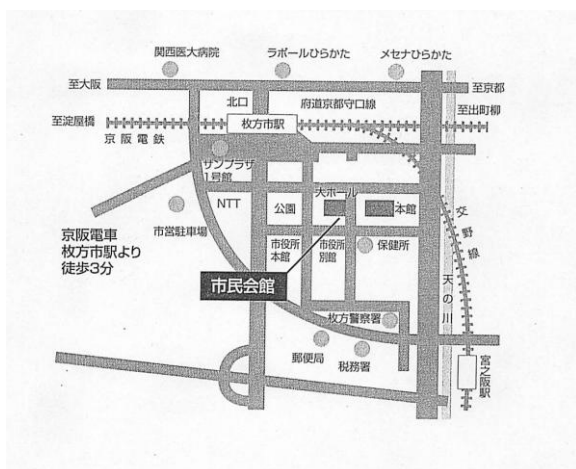 関西医大病院
ラポールひらかた
メセナひらかた
至大阪
至京都
北口
府道京都守口線
至出町柳
至淀屋橋
枚方市駅
京阪電鉄
サンプラザ
1号館
大ホール
NTT
公園
本館
交野線
市営駐車場
京阪電車
枚方市駅より
徒歩3分
市役所
本館
市役所
別館
保健所
市民会館
天の川
枚方警察署
郵便局
税務署
宮之阪駅